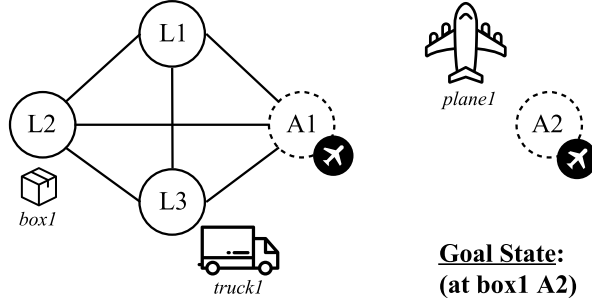 L1
plane1
L2
A1
A2
box1
L3
truck1
Goal State:
(at box1 A2)